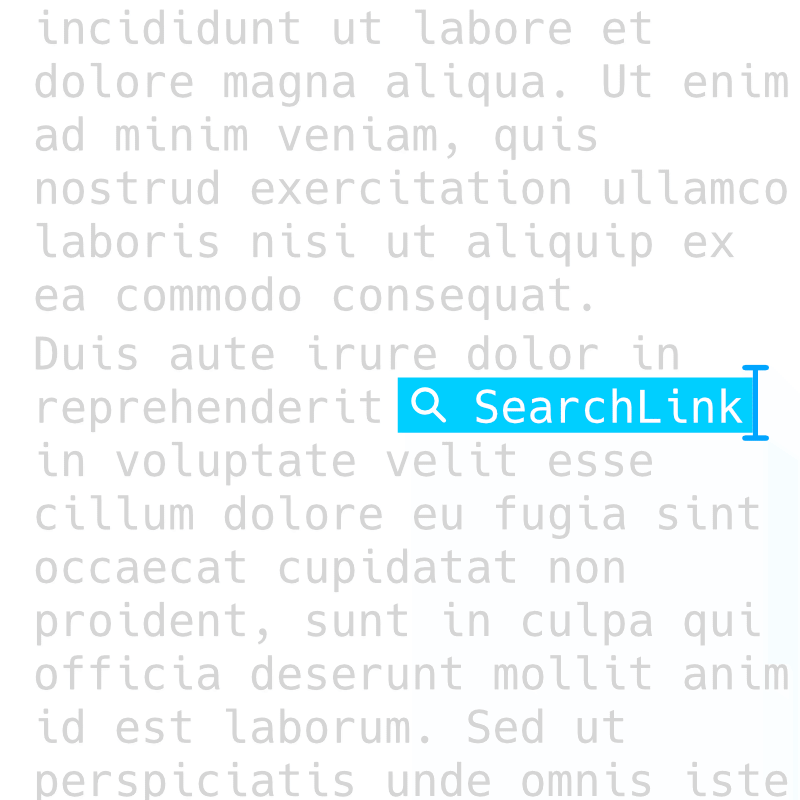 incididunt ut labore et
dolore magna aliqua. Ut enim
ad minim veniam, quis
nostrud exercitation ullamco
laboris nisi ut aliquip ex
ea commodo consequat.
Duis aute irure dolor in
reprehenderit SearchLink
in voluptate velit esse
cillum dolore eu fugia sint
occaecat cupidatat non
proident, sunt in culpa qui
officia deserunt mollit anim
id est laborum. Sed ut
perspiciatis unde omnis iste